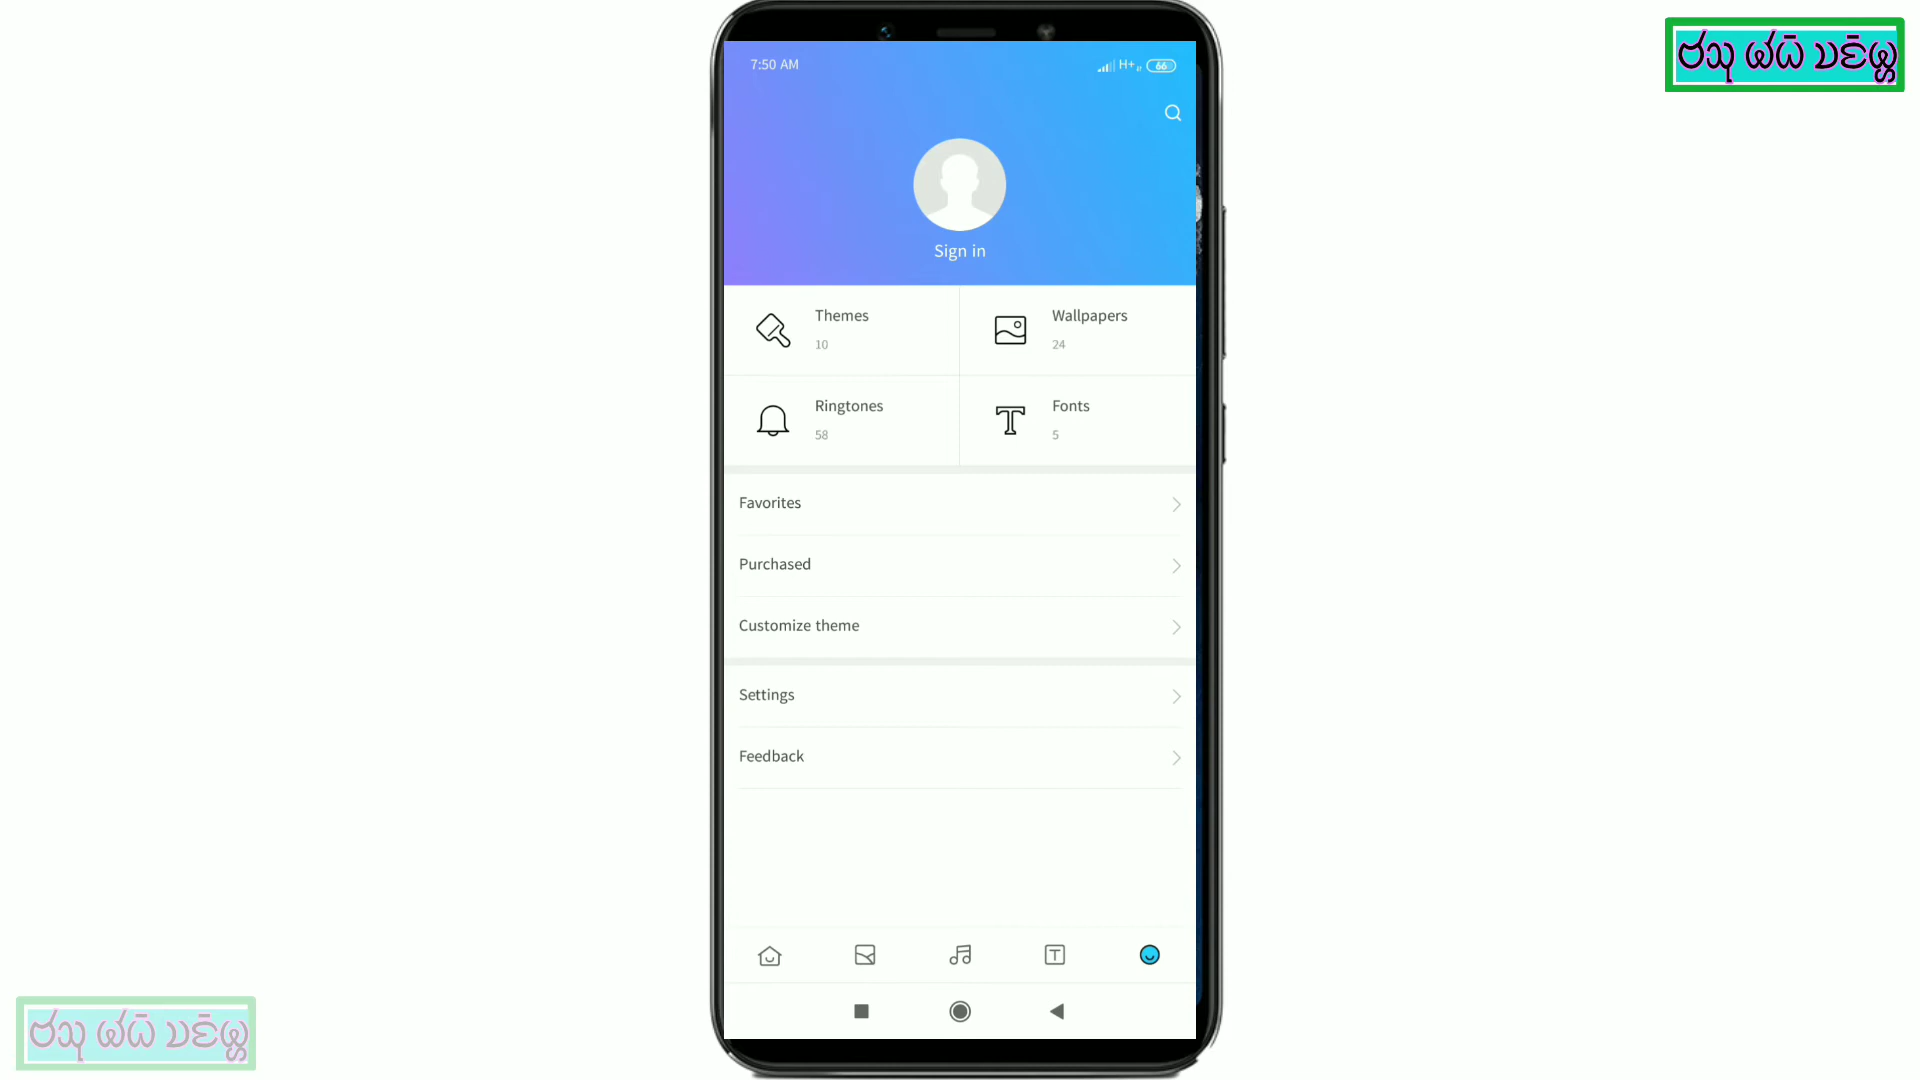 7:50 AM
H+
66
Sign in
Themes
10
Wallpapers
24
Ringtones
58
Fonts
5
Favorites
Purchased
Customize theme
Settings
Feedback